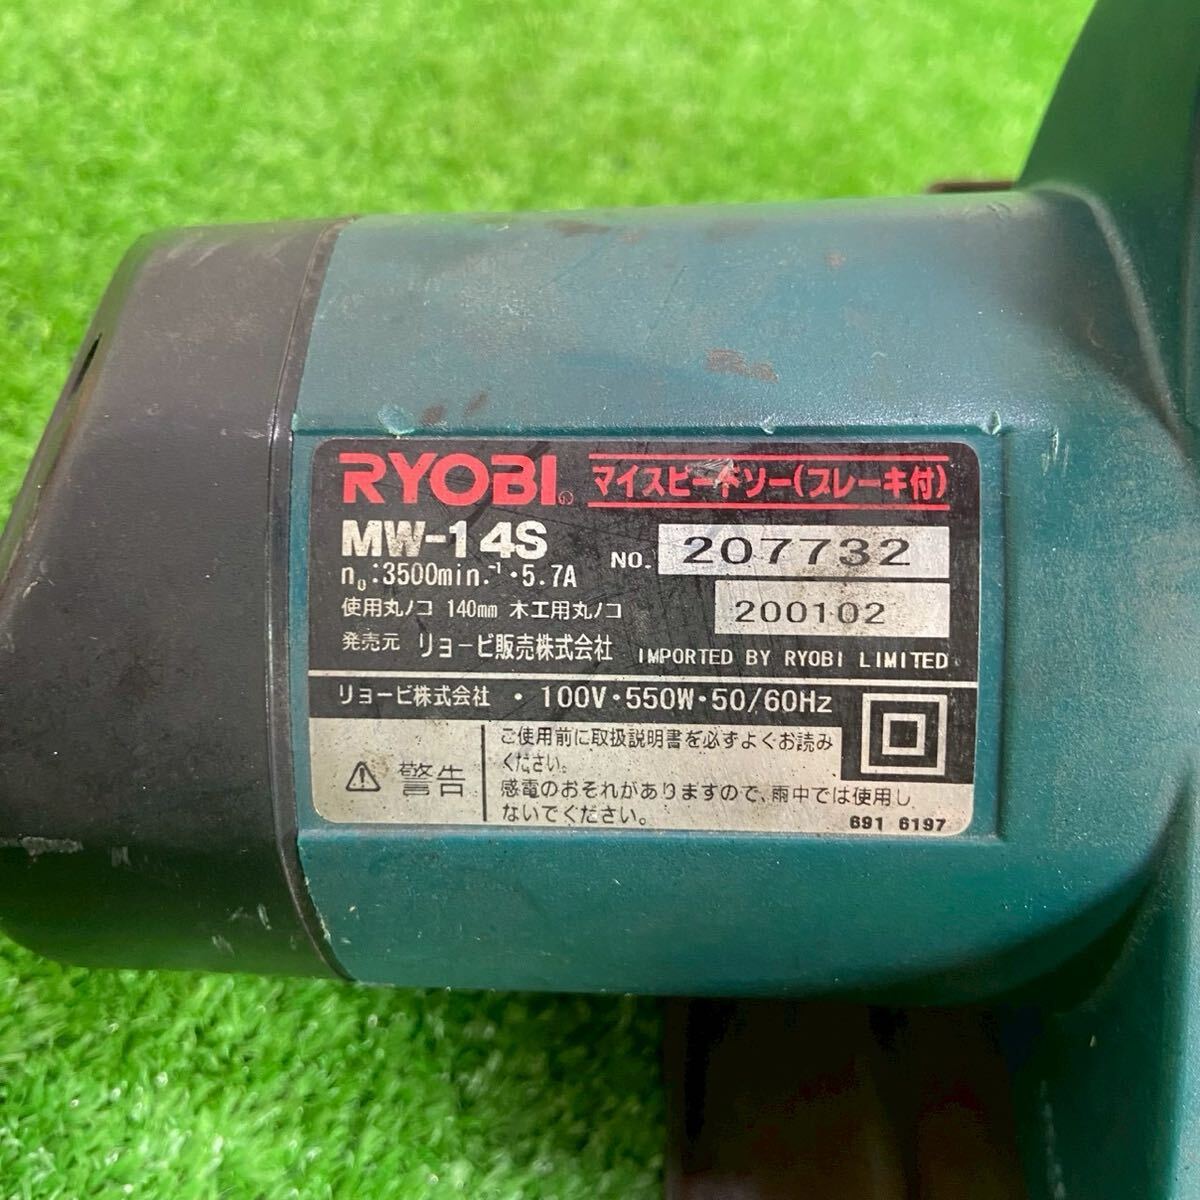 RYOBI® マイスピードソー(ブレーキ付)
MW-14S NO. 207732
n₀:3500min.⁻¹・5.7A
使用丸ノコ 140mm 木工用丸ノコ 200102
発売元 リョービ販売株式会社 IMPORTED BY RYOBI LIMITED
リョービ株式会社 ・100V・550W・50/60Hz
⚠ 警告
ご使用前に取扱説明書を必ずよくお読み
ください。
感電のおそれがありますので、雨中では使用し
ないでください。
691 6197